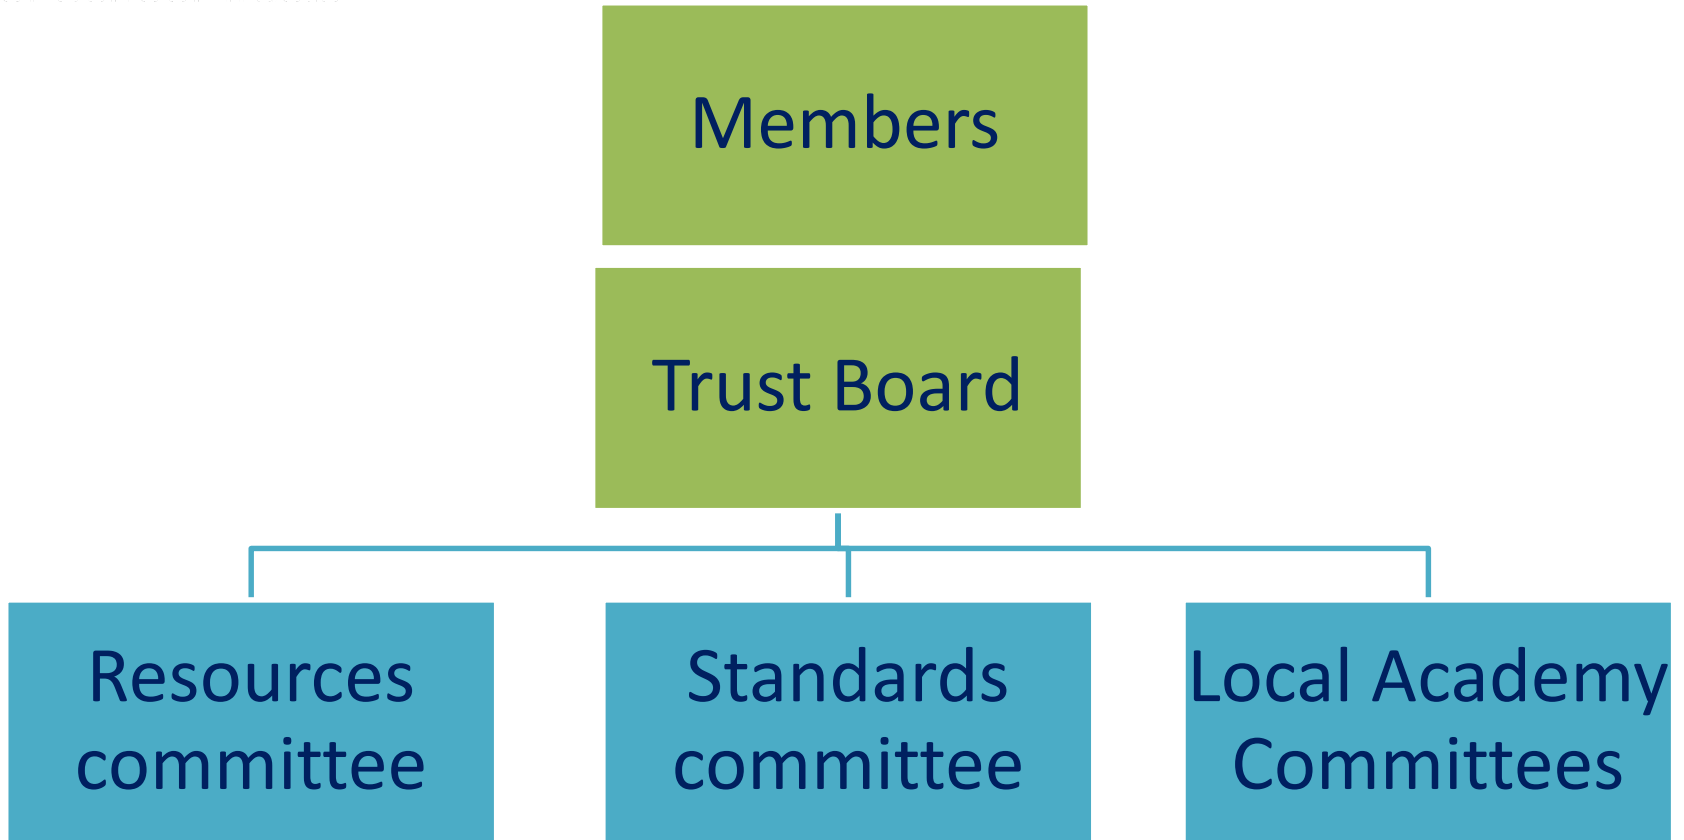 Members
Trust Board
Resources
committee
Standards
committee
Local Academy
Committees